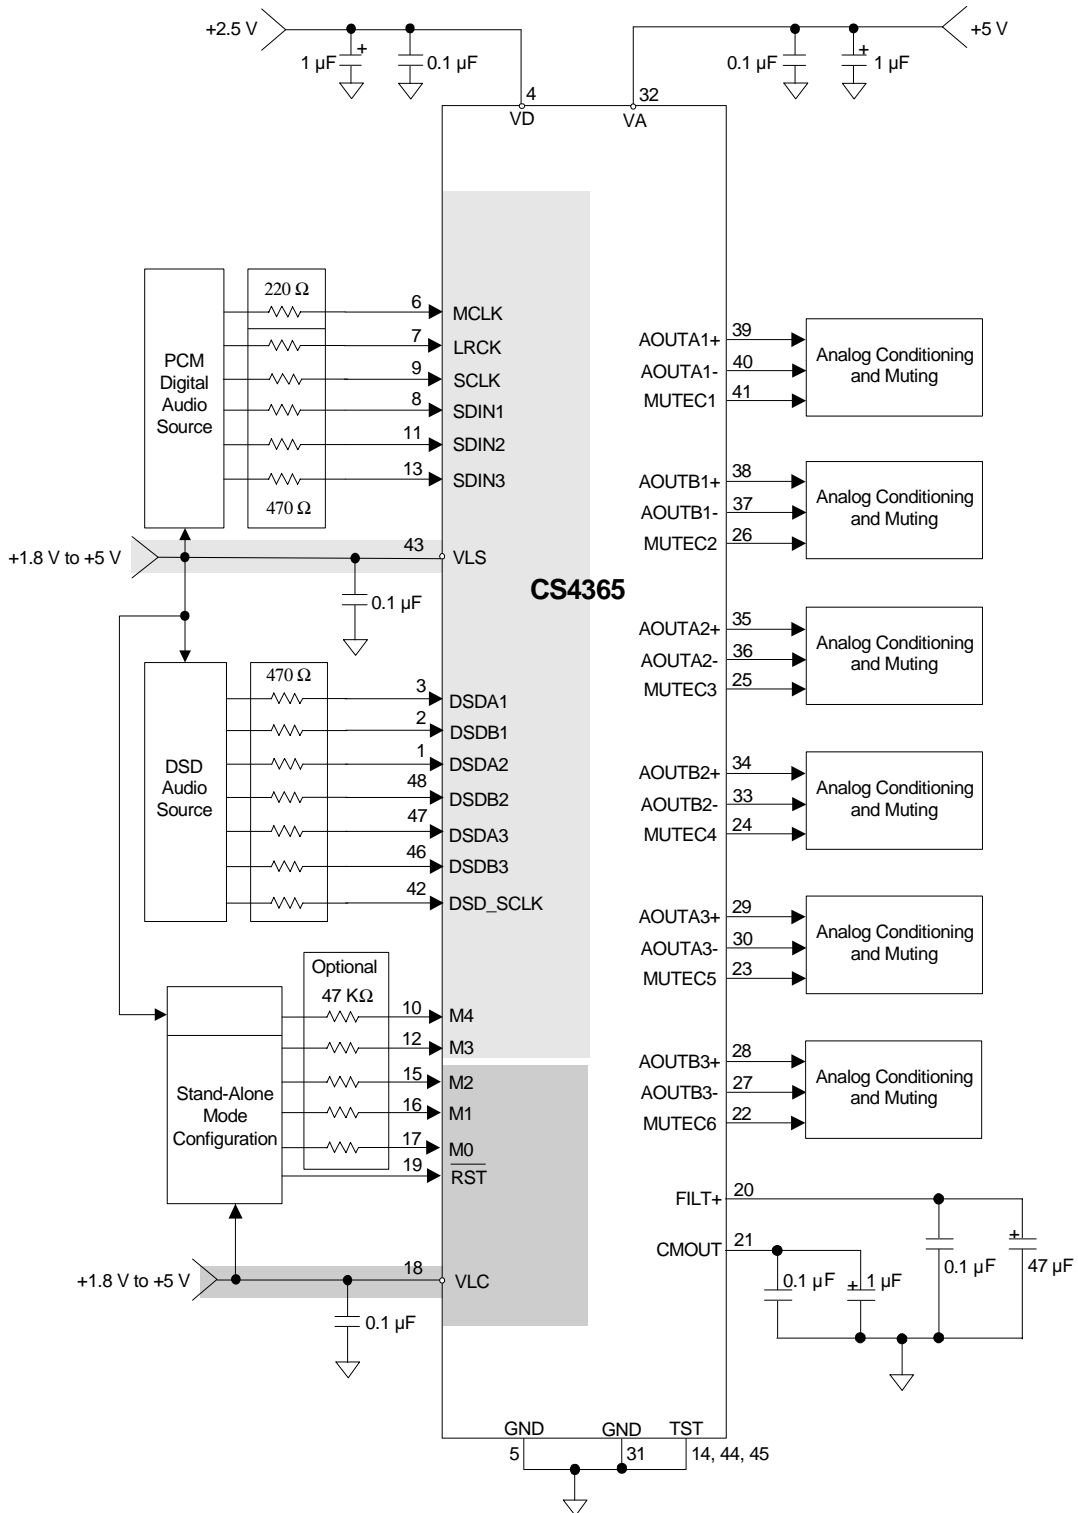 +2.5 V
+5 V
1 µF
+
0.1 µF
0.1 µF
+
1 µF
4
32
VD
VA
220 Ω
6
MCLK
7
LRCK
PCM
Digital
Audio
Source
9
SCLK
8
SDIN1
11
SDIN2
13
SDIN3
470 Ω
39
AOUTA1+
40
AOUTA1-
41
MUTEC1
Analog Conditioning
and Muting
38
AOUTB1+
37
AOUTB1-
26
MUTEC2
Analog Conditioning
and Muting
+1.8 V to +5 V
43
VLS
0.1 µF
CS4365
35
AOUTA2+
36
AOUTA2-
25
MUTEC3
Analog Conditioning
and Muting
470 Ω
3
DSDA1
2
DSDB1
1
DSDA2
DSD
Audio
Source
48
DSDB2
47
DSDA3
46
DSDB3
42
DSD_SCLK
34
AOUTB2+
33
AOUTB2-
24
MUTEC4
Analog Conditioning
and Muting
29
AOUTA3+
30
AOUTA3-
23
MUTEC5
Analog Conditioning
and Muting
Optional
47 KΩ
10
M4
12
M3
15
M2
16
M1
17
M0
19
RST
Stand-Alone
Mode
Configuration
28
AOUTB3+
27
AOUTB3-
22
MUTEC6
Analog Conditioning
and Muting
20
FILT+
21
CMOUT
0.1 µF
+
1 µF
0.1 µF
+
47 µF
+1.8 V to +5 V
18
VLC
0.1 µF
GND
GND
TST
5
31
14, 44, 45